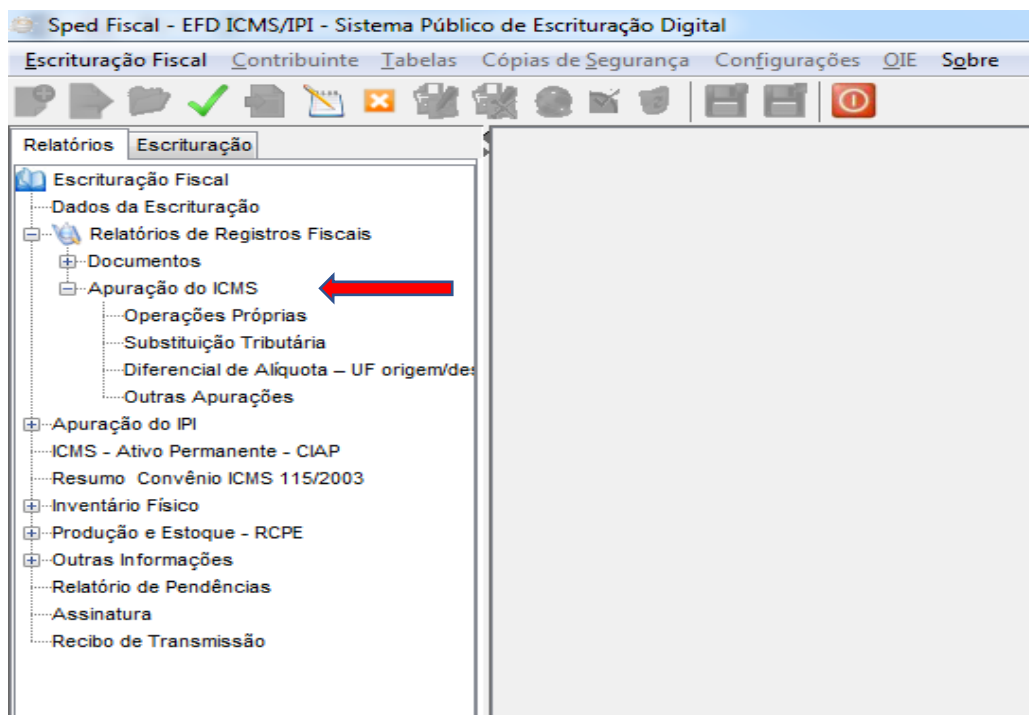 Sped Fiscal - EFD ICMS/IPI - Sistema Público de Escrituração Digital
Escrituração Fiscal Contribuinte Tabelas Cópias de Segurança Configurações OIE Sobre
Relatórios Escrituração
Escrituração Fiscal
Dados da Escrituração
Relatórios de Registros Fiscais
Documentos
Apuração do ICMS
Operações Próprias
Substituição Tributária
Diferencial de Alíquota – UF origem/des
Outras Apurações
Apuração do IPI
ICMS - Ativo Permanente - CIAP
Resumo Convênio ICMS 115/2003
Inventário Físico
Produção e Estoque - RCPE
Outras Informações
Relatório de Pendências
Assinatura
Recibo de Transmissão